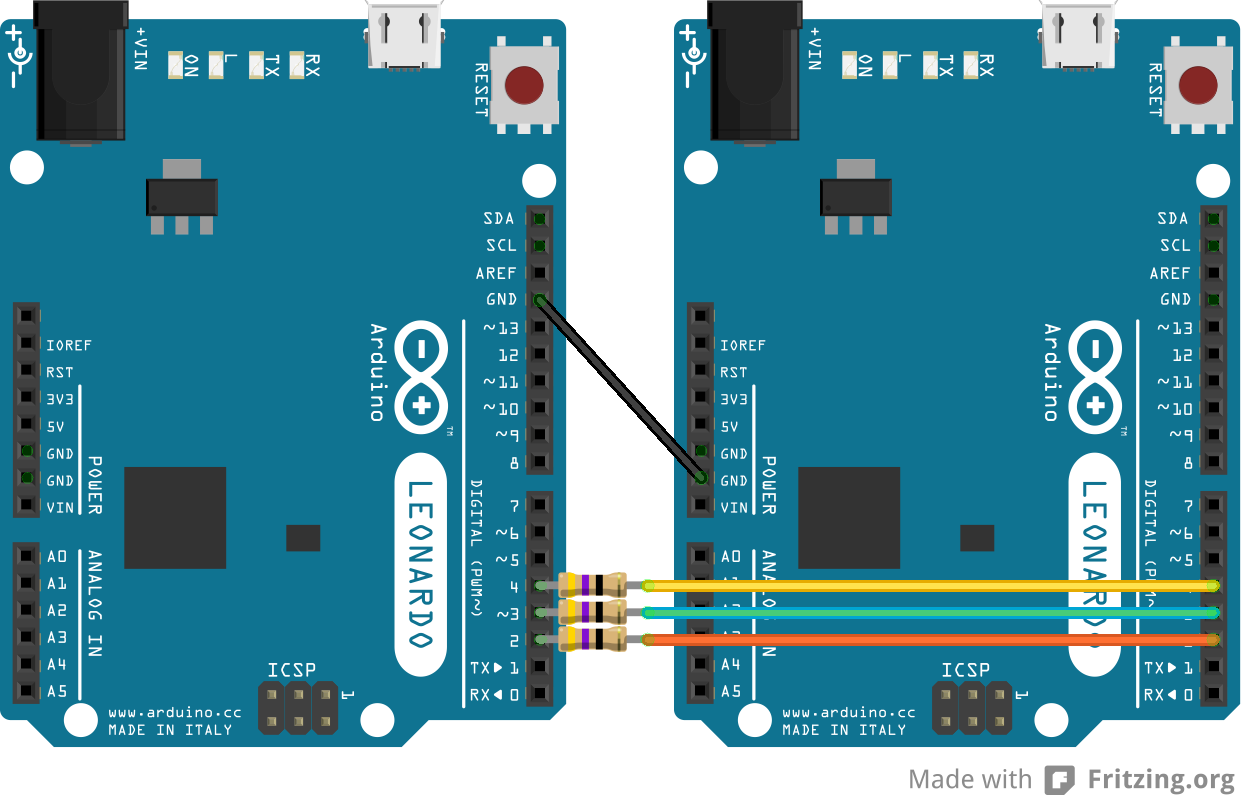 +VIN
ON
L
TX
RX
RESET
SDA
SCL
AREF
GND
~13
12
~11
~10
~9
8
7
~6
~5
4
~3
2
TX▶ 1
RX◀ 0
IOREF
RST
3V3
5V
GND
GND
VIN
POWER
A0
A1
A2
A3
A4
A5
ANALOG IN
Arduino
TM
LEONARDO
DIGITAL (PWM~)
ICSP
1
www.arduino.cc
MADE IN ITALY
+VIN
ON
L
TX
RX
RESET
SDA
SCL
AREF
GND
~13
12
~11
~10
~9
8
7
~6
~5
TX▶ 1
RX◀ 0
IOREF
RST
3V3
5V
GND
GND
VIN
POWER
A0
A4
A5
Arduino
TM
LEONARDO
DIGITAL
ICSP
1
www.arduino.cc
MADE IN ITALY
Made with Fritzing.org